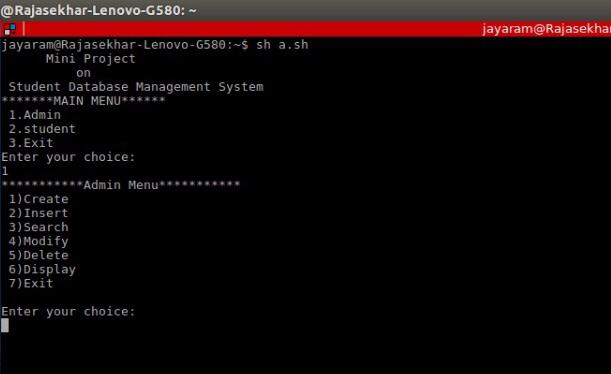 @Rajasekhar-Lenovo-G580: ~
jayaram@Rajasekhar
jayaram@Rajasekhar-Lenovo-G580:~$ sh a.sh
Mini Project
on
Student Database Management System
*******MAIN MENU******
1.Admin
2.student
3.Exit
Enter your choice:
1
***********Admin Menu***********
1)Create
2)Insert
3)Search
4)Modify
5)Delete
6)Display
7)Exit
Enter your choice: